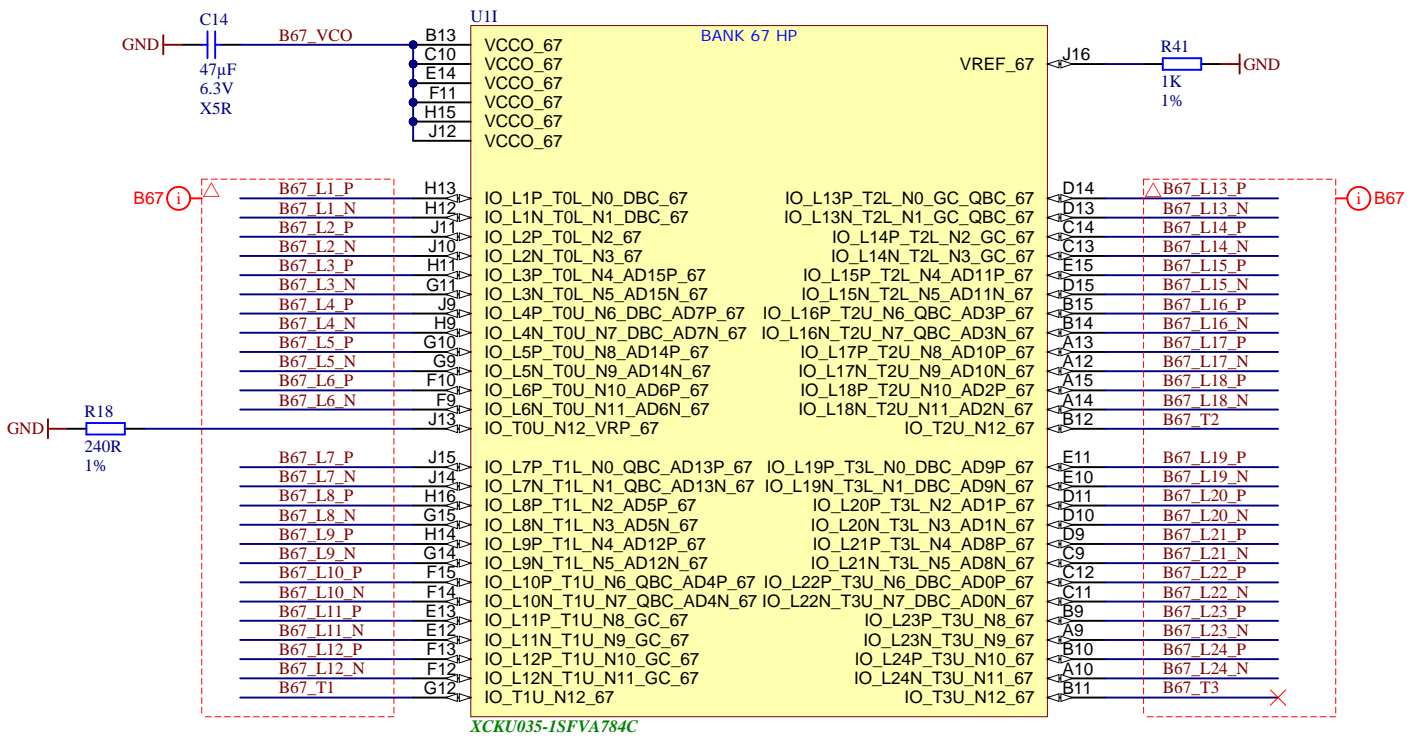 U1I
BANK 67 HP
C14
GND
47µF
6.3V
X5R
B67_VCO
B13 VCCO_67
C10 VCCO_67
E14 VCCO_67
F11 VCCO_67
H15 VCCO_67
J12 VCCO_67
VREF_67 J16
R41
1K
1%
GND
B67 i
B67_L1_P H13 IO_L1P_T0L_N0_DBC_67
B67_L1_N H12 IO_L1N_T0L_N1_DBC_67
B67_L2_P J11 IO_L2P_T0L_N2_67
B67_L2_N J10 IO_L2N_T0L_N3_67
B67_L3_P H11 IO_L3P_T0L_N4_AD15P_67
B67_L3_N G11 IO_L3N_T0L_N5_AD15N_67
B67_L4_P J9 IO_L4P_T0U_N6_DBC_AD7P_67
B67_L4_N H9 IO_L4N_T0U_N7_DBC_AD7N_67
B67_L5_P G10 IO_L5P_T0U_N8_AD14P_67
B67_L5_N G9 IO_L5N_T0U_N9_AD14N_67
B67_L6_P F10 IO_L6P_T0U_N10_AD6P_67
B67_L6_N F9 IO_L6N_T0U_N11_AD6N_67
J13 IO_T0U_N12_VRP_67
GND
R18
240R
1%
B67_L7_P J15 IO_L7P_T1L_N0_QBC_AD13P_67
B67_L7_N J14 IO_L7N_T1L_N1_QBC_AD13N_67
B67_L8_P H16 IO_L8P_T1L_N2_AD5P_67
B67_L8_N G15 IO_L8N_T1L_N3_AD5N_67
B67_L9_P H14 IO_L9P_T1L_N4_AD12P_67
B67_L9_N G14 IO_L9N_T1L_N5_AD12N_67
B67_L10_P F15 IO_L10P_T1U_N6_QBC_AD4P_67
B67_L10_N F14 IO_L10N_T1U_N7_QBC_AD4N_67
B67_L11_P E13 IO_L11P_T1U_N8_GC_67
B67_L11_N E12 IO_L11N_T1U_N9_GC_67
B67_L12_P F13 IO_L12P_T1U_N10_GC_67
B67_L12_N F12 IO_L12N_T1U_N11_GC_67
B67_T1 G12 IO_T1U_N12_67
IO_L13P_T2L_N0_GC_QBC_67 D14 B67_L13_P
IO_L13N_T2L_N1_GC_QBC_67 D13 B67_L13_N
IO_L14P_T2L_N2_GC_67 C14 B67_L14_P
IO_L14N_T2L_N3_GC_67 C13 B67_L14_N
IO_L15P_T2L_N4_AD11P_67 E15 B67_L15_P
IO_L15N_T2L_N5_AD11N_67 D15 B67_L15_N
IO_L16P_T2U_N6_QBC_AD3P_67 B15 B67_L16_P
IO_L16N_T2U_N7_QBC_AD3N_67 B14 B67_L16_N
IO_L17P_T2U_N8_AD10P_67 A13 B67_L17_P
IO_L17N_T2U_N9_AD10N_67 A12 B67_L17_N
IO_L18P_T2U_N10_AD2P_67 A15 B67_L18_P
IO_L18N_T2U_N11_AD2N_67 A14 B67_L18_N
IO_T2U_N12_67 B12 B67_T2
IO_L19P_T3L_N0_DBC_AD9P_67 E11 B67_L19_P
IO_L19N_T3L_N1_DBC_AD9N_67 E10 B67_L19_N
IO_L20P_T3L_N2_AD1P_67 D11 B67_L20_P
IO_L20N_T3L_N3_AD1N_67 D10 B67_L20_N
IO_L21P_T3L_N4_AD8P_67 D9 B67_L21_P
IO_L21N_T3L_N5_AD8N_67 C9 B67_L21_N
IO_L22P_T3U_N6_DBC_AD0P_67 C12 B67_L22_P
IO_L22N_T3U_N7_DBC_AD0N_67 C11 B67_L22_N
IO_L23P_T3U_N8_67 B9 B67_L23_P
IO_L23N_T3U_N9_67 A9 B67_L23_N
IO_L24P_T3U_N10_67 B10 B67_L24_P
IO_L24N_T3U_N11_67 A10 B67_L24_N
IO_T3U_N12_67 B11 B67_T3
i B67
XCKU035-1SFVA784C